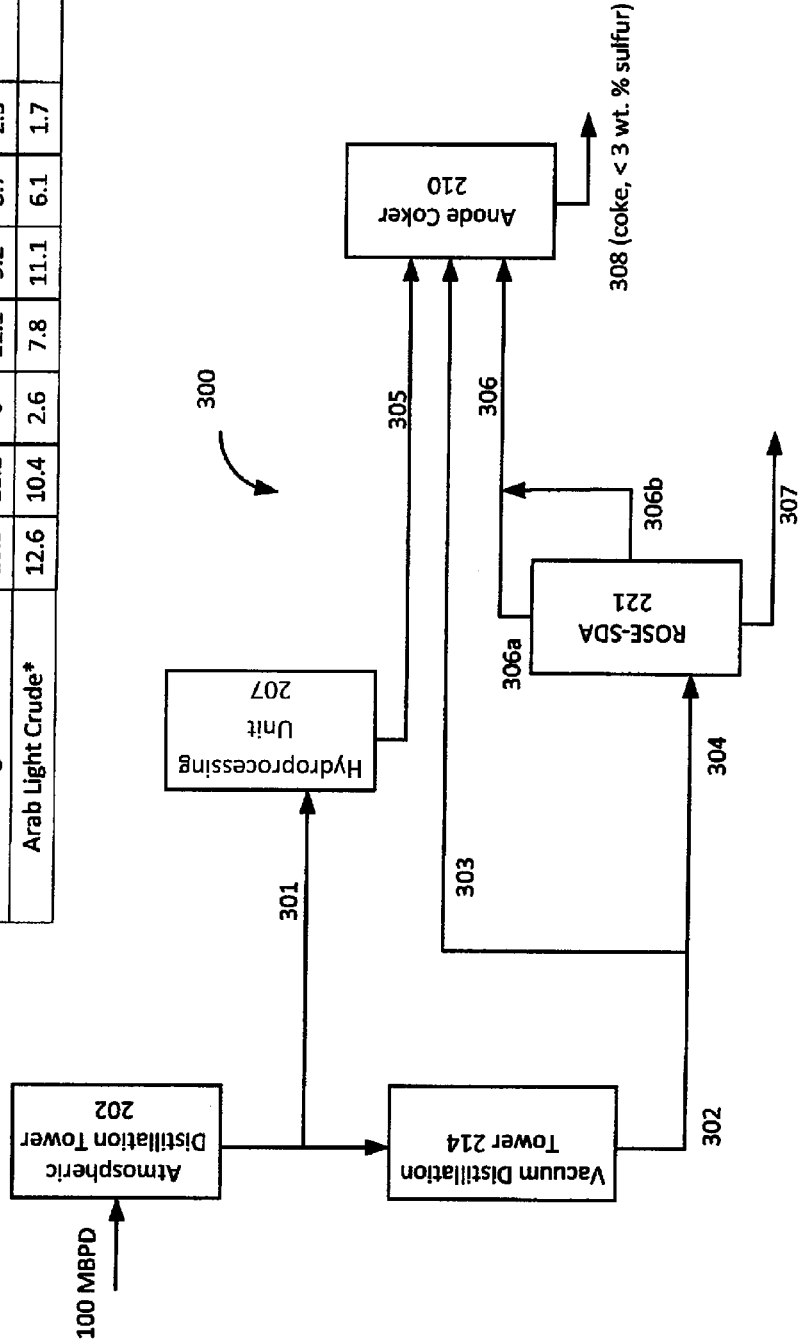 Arab Light Crude* 12.6 10.4 2.6 7.8 11.1 6.1 1.7
300
100 MBPD
Atmospheric
Distillation Tower
202
301
Hydroprocessing
Unit
207
305
Anode Coker
210
308 (coke, < 3 wt. % sulfur)
Vacuum Distillation
Tower 214
302
303
304
ROSE-SDA
221
306a
306b
306
307